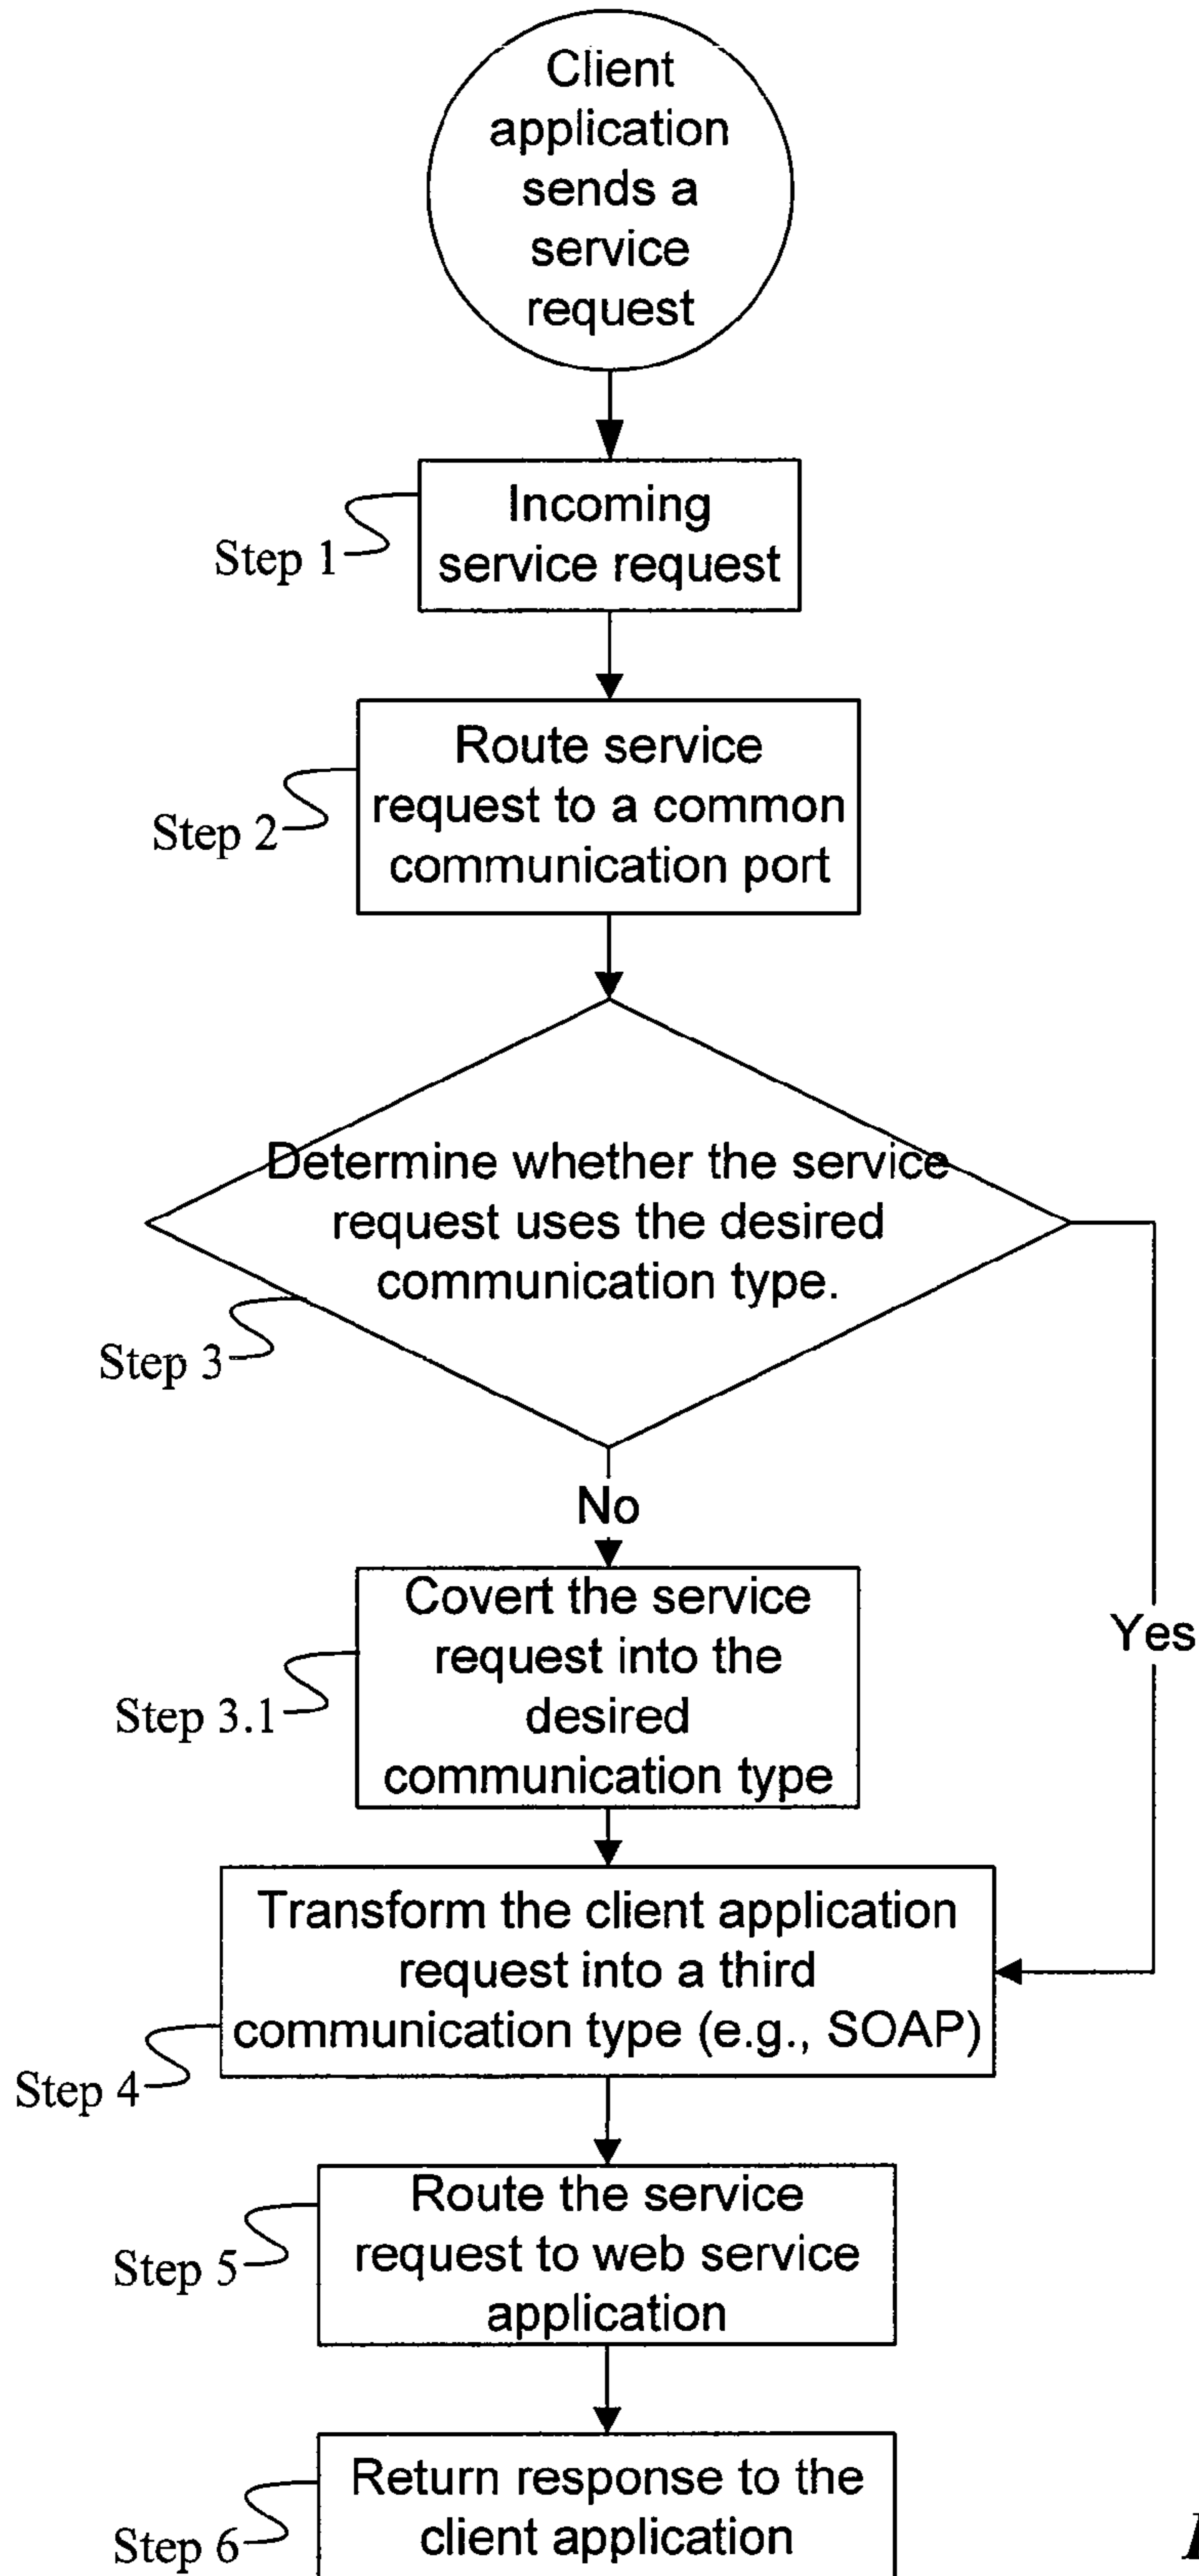 Client
application
sends a
service
request
Incoming
service request
Step 1
Route service
request to a common
communication port
Step 2
Determine whether the service
request uses the desired
communication type.
Step 3
No
Yes
Covert the service
request into the
desired
communication type
Step 3.1
Transform the client application
request into a third
communication type (e.g., SOAP)
Step 4
Route the service
request to web service
application
Step 5
Return response to the
client application
Step 6